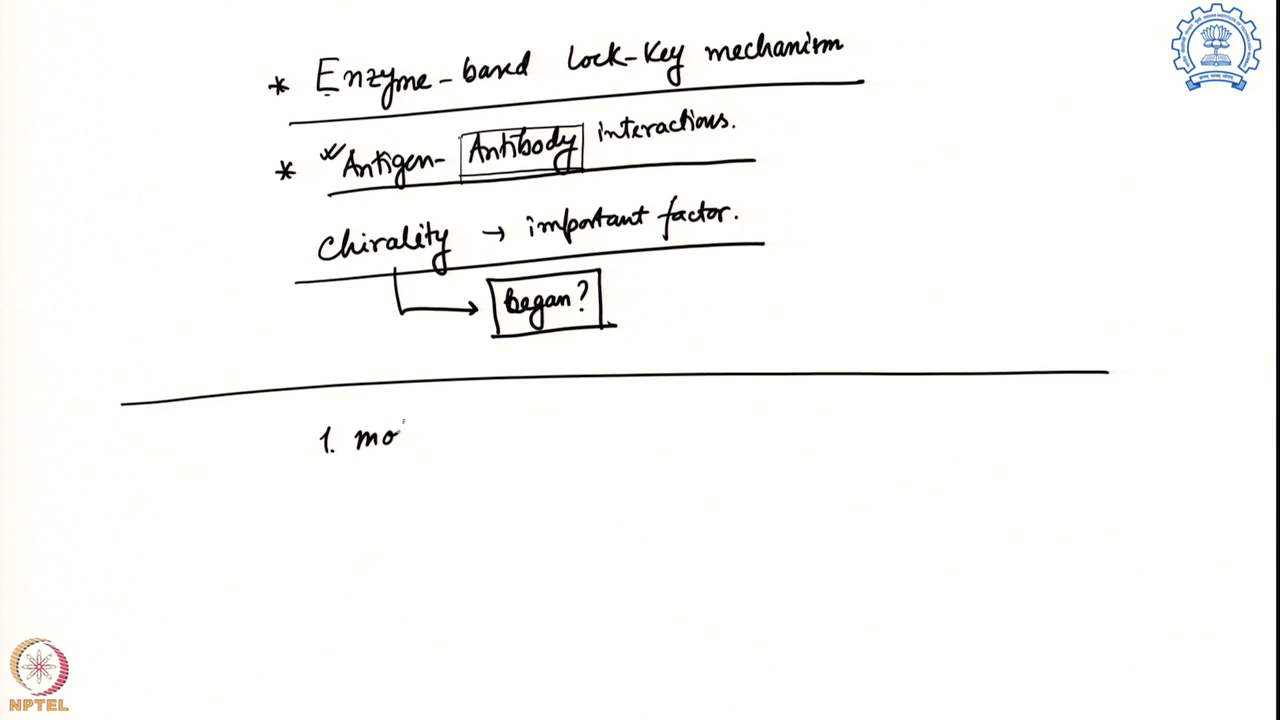 * Enzyme-based Lock-Key mechanism
* Antigen- Antibody interactions.
Chirality → important factor.
began?
1. mo
NPTEL